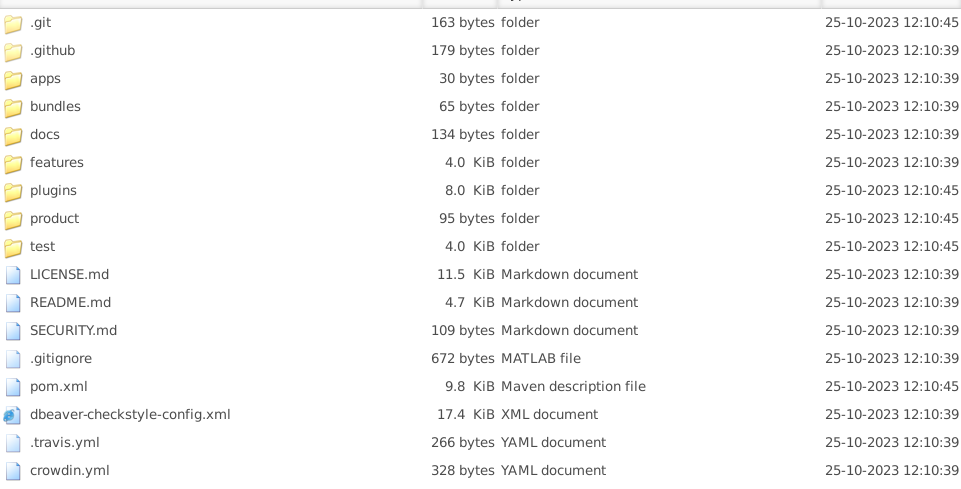 .git 163 bytes folder 25-10-2023 12:10:45
.github 179 bytes folder 25-10-2023 12:10:39
apps 30 bytes folder 25-10-2023 12:10:39
bundles 65 bytes folder 25-10-2023 12:10:39
docs 134 bytes folder 25-10-2023 12:10:39
features 4.0 KiB folder 25-10-2023 12:10:39
plugins 8.0 KiB folder 25-10-2023 12:10:45
product 95 bytes folder 25-10-2023 12:10:45
test 4.0 KiB folder 25-10-2023 12:10:45
LICENSE.md 11.5 KiB Markdown document 25-10-2023 12:10:39
README.md 4.7 KiB Markdown document 25-10-2023 12:10:39
SECURITY.md 109 bytes Markdown document 25-10-2023 12:10:39
.gitignore 672 bytes MATLAB file 25-10-2023 12:10:39
pom.xml 9.8 KiB Maven description file 25-10-2023 12:10:45
dbeaver-checkstyle-config.xml 17.4 KiB XML document 25-10-2023 12:10:39
.travis.yml 266 bytes YAML document 25-10-2023 12:10:39
crowdin.yml 328 bytes YAML document 25-10-2023 12:10:39